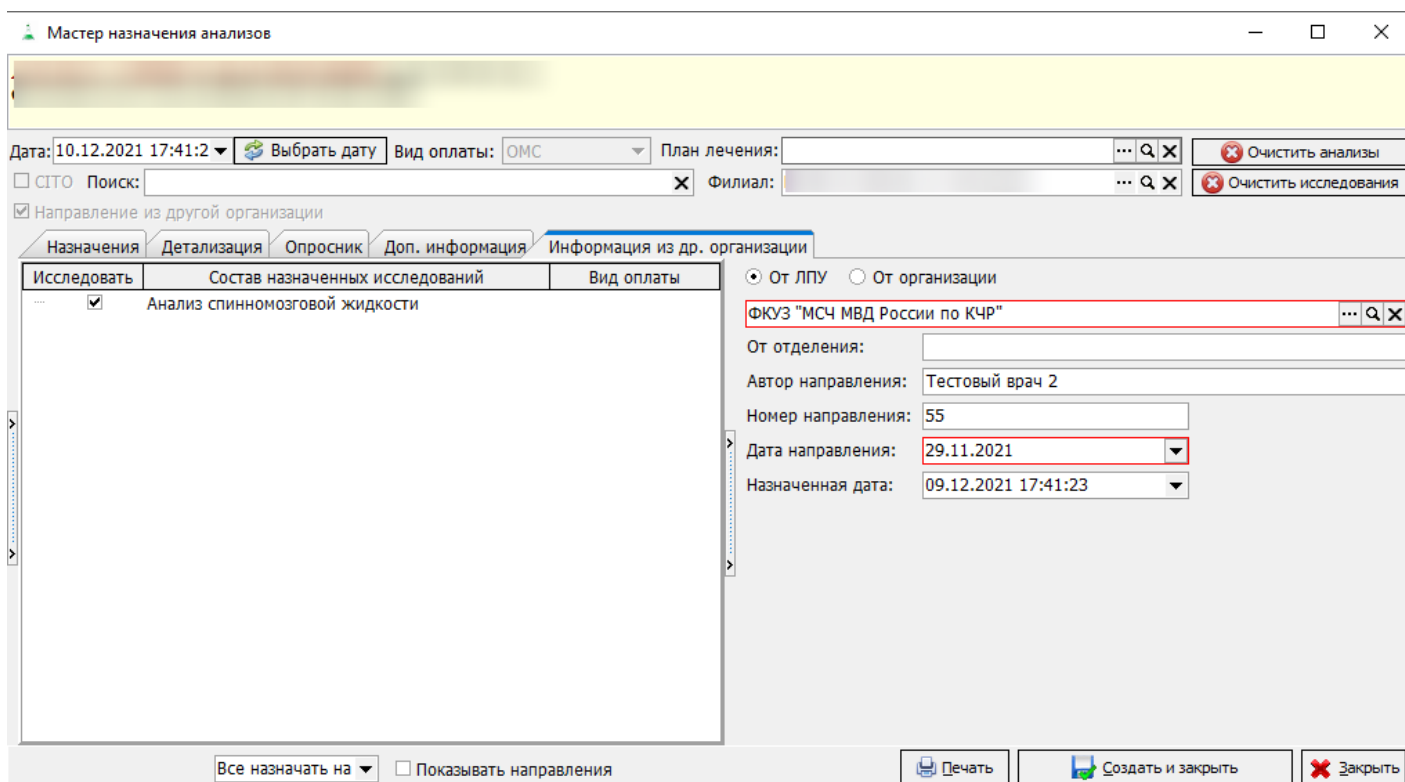 Мастер назначения анализов
Дата: 10.12.2021 17:41:2 Выбрать дату Вид оплаты: ОМС План лечения: Очистить анализы
CITO Поиск: Филиал: Очистить исследования
Направление из другой организации
Назначения Детализация Опросник Доп. информация Информация из др. организации
Исследовать Состав назначенных исследований Вид оплаты
Анализ спинномозговой жидкости
От ЛПУ От организации
ФКУЗ "МСЧ МВД России по КЧР"
От отделения:
Автор направления: Тестовый врач 2
Номер направления: 55
Дата направления: 29.11.2021
Назначенная дата: 09.12.2021 17:41:23
Все назначать на Показывать направления Печать Создать и закрыть Закрыть